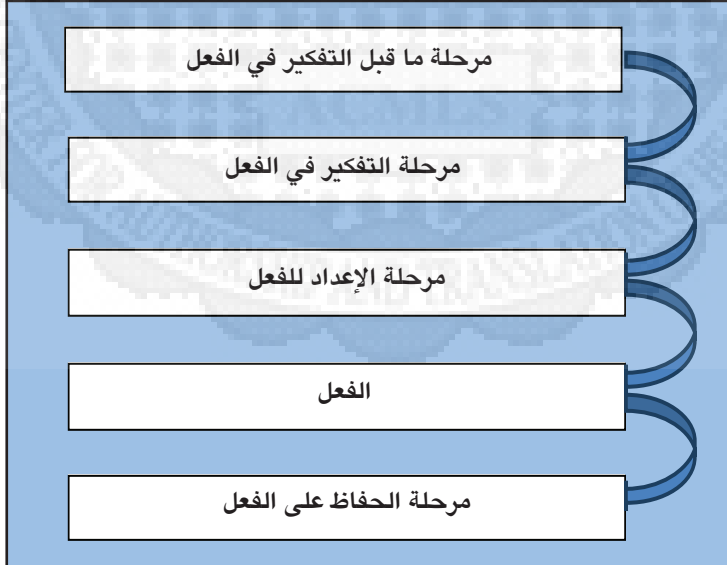 مرحلة ما قبل التفكير في الفعل
مرحلة التفكير في الفعل
مرحلة الإعداد للفعل
الفعل
مرحلة الحفاظ على الفعل